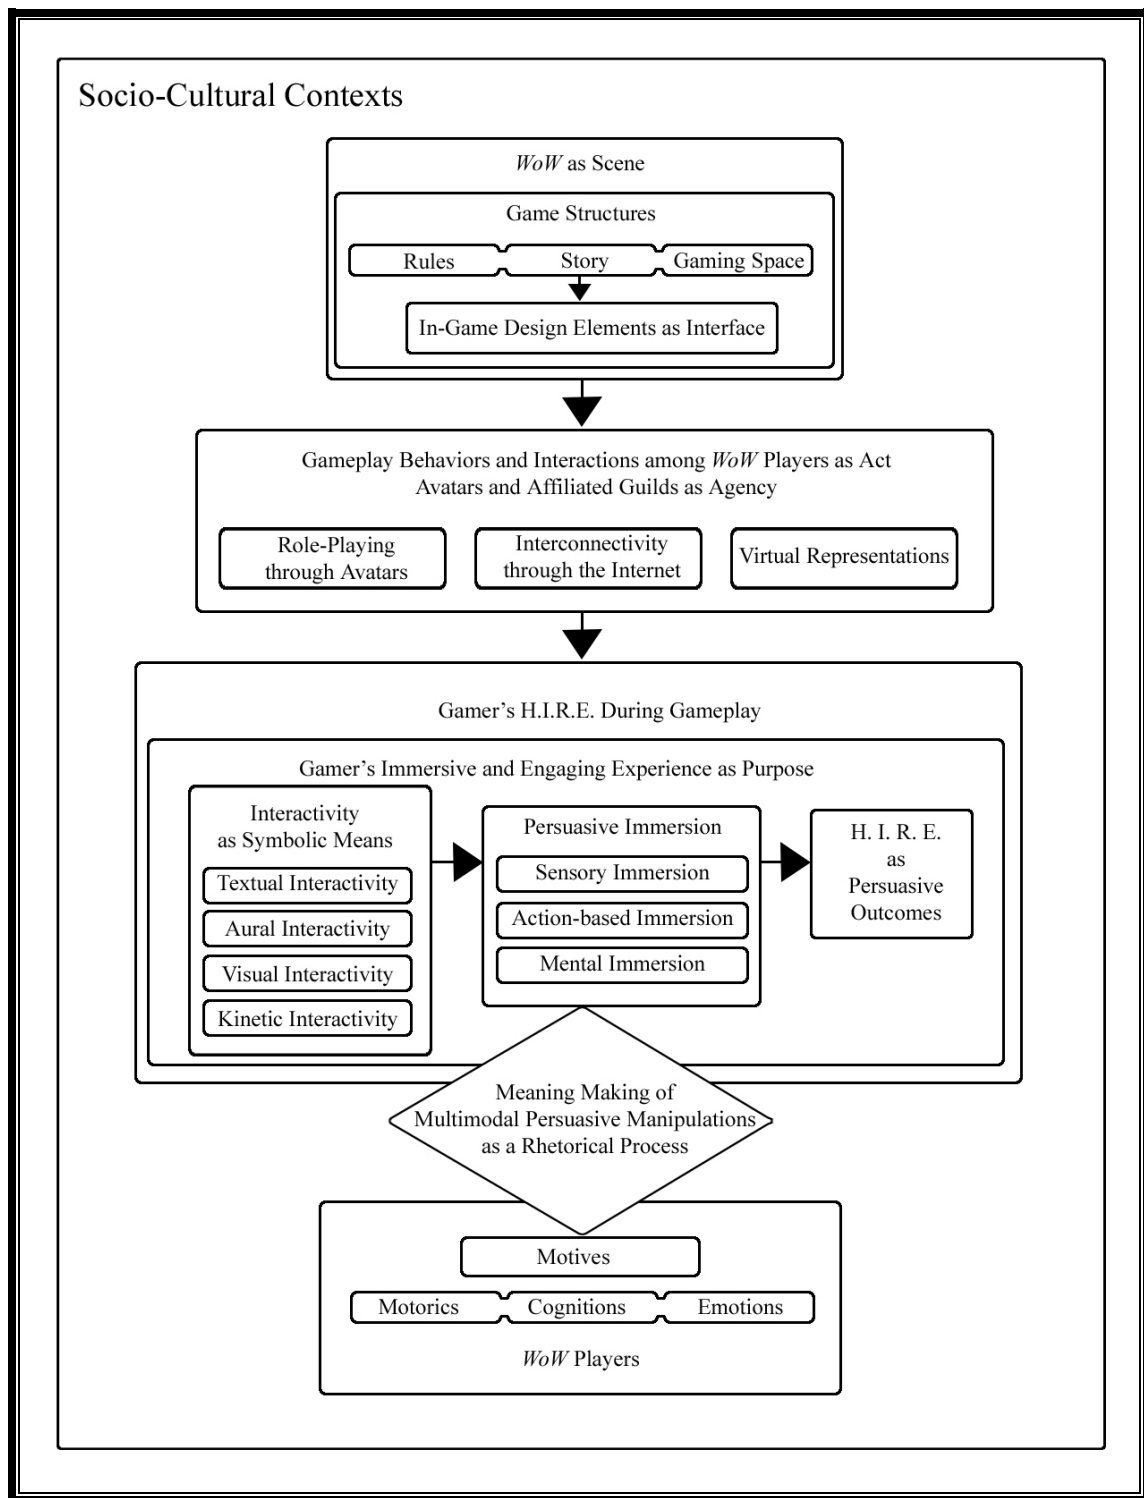 Socio-Cultural Contexts
WoW as Scene
Game Structures
Rules
Story
Gaming Space
In-Game Design Elements as Interface
Gameplay Behaviors and Interactions among WoW Players as Act
Avatars and Affiliated Guilds as Agency
Role-Playing
through Avatars
Interconnectivity
through the Internet
Virtual Representations
Gamer's H.I.R.E. During Gameplay
Gamer's Immersive and Engaging Experience as Purpose
Interactivity
as Symbolic Means
Textual Interactivity
Aural Interactivity
Visual Interactivity
Kinetic Interactivity
Persuasive Immersion
Sensory Immersion
Action-based Immersion
Mental Immersion
H. I. R. E.
as
Persuasive
Outcomes
Meaning Making of
Multimodal Persuasive Manipulations
as a Rhetorical Process
Motives
Motorics
Cognitions
Emotions
WoW Players